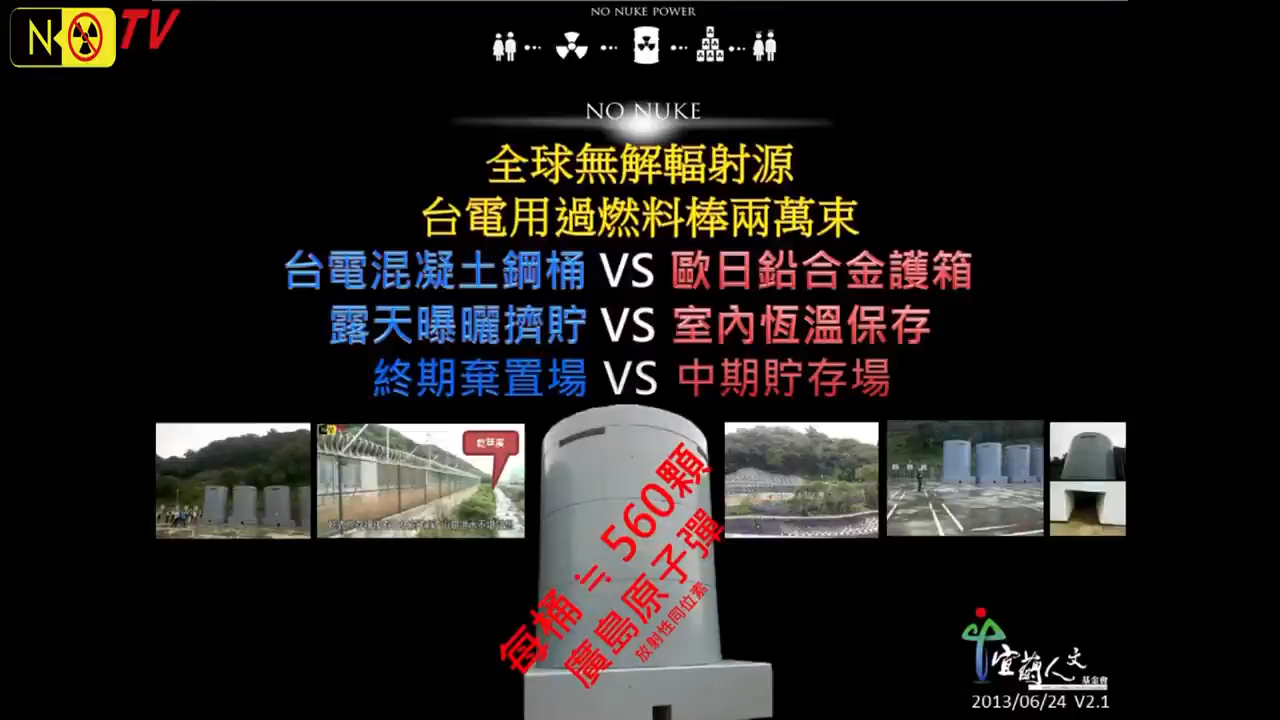 NO TV
NO NUKE POWER
NO NUKE
全球無解輻射源
台電用過燃料棒兩萬束
台電混凝土鋼桶 VS 歐日鉛合金護箱
露天曝曬擠貯 VS 室內恆溫保存
終期棄置場 VS 中期貯存場
乾華溪
每桶 ≒ 560顆
廣島原子彈
放射性同位素
宜蘭人文
基金會
2013/06/24 V2.1